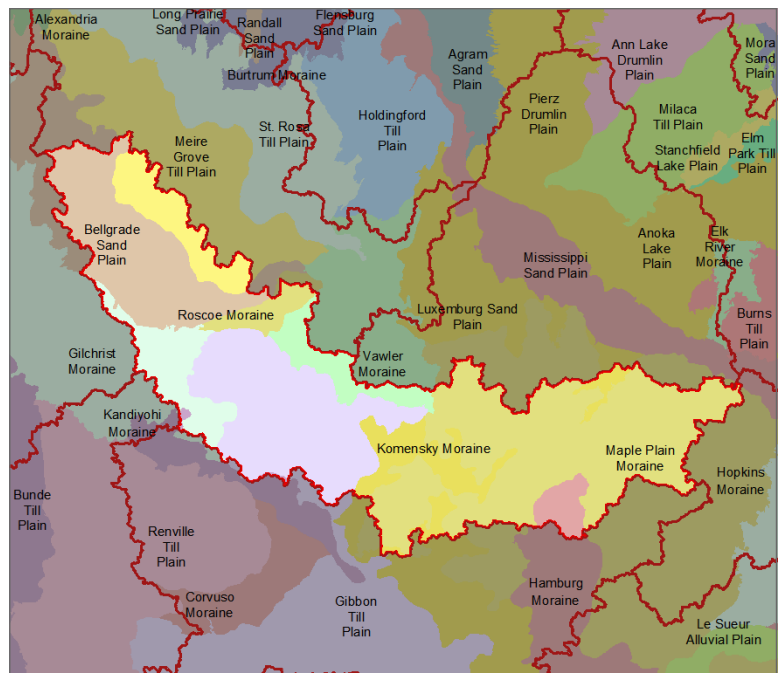 Alexandria
Moraine
Long Prairie
Sand Plain
Randall
Sand
Plain
Flensburg
Sand Plain
Burtrum Moraine
Agram
Sand
Plain
Ann Lake
Drumlin
Plain
Mora
Sand
Plain
Pierz
Drumlin
Plain
Holdingford
Till
Plain
Milaca
Till Plain
St. Rosa
Till Plain
Meire
Grove
Till Plain
Stanchfield
Lake Plain
Elm
Park Till
Plain
Bellgrade
Sand
Plain
Anoka
Lake
Plain
Elk
River
Moraine
Mississippi
Sand Plain
Roscoe Moraine
Luxemburg Sand
Plain
Burns
Till
Plain
Gilchrist
Moraine
Vawler
Moraine
Kandiyohi
Moraine
Komensky Moraine
Maple Plain
Moraine
Hopkins
Moraine
Bunde
Till
Plain
Renville
Till
Plain
Corvuso
Moraine
Gibbon
Till
Plain
Hamburg
Moraine
Le Sueur
Alluvial Plain